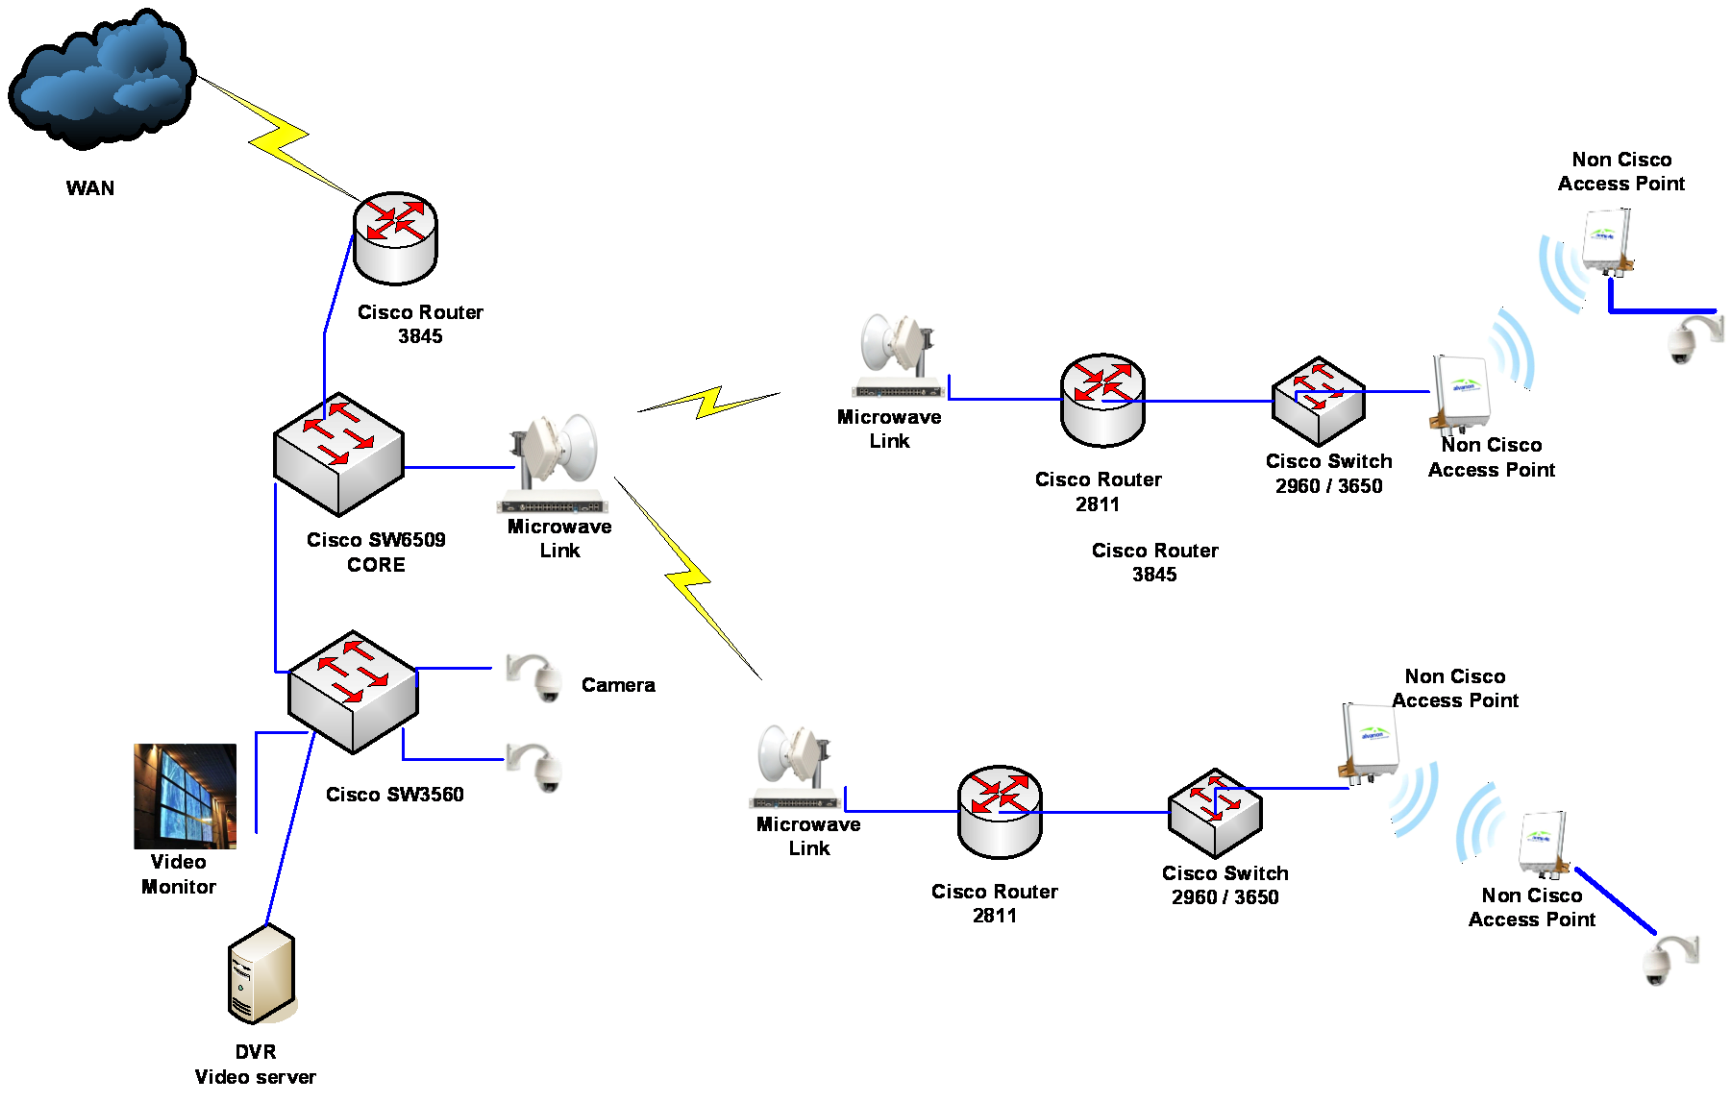 WAN
Cisco Router
3845
Cisco SW6509
CORE
Microwave
Link
Camera
Cisco SW3560
Video
Monitor
DVR
Video server
Microwave
Link
Cisco Router
2811
Cisco Router
3845
Cisco Switch
2960 / 3650
Non Cisco
Access Point
Non Cisco
Access Point
Microwave
Link
Cisco Router
2811
Cisco Switch
2960 / 3650
Non Cisco
Access Point
Non Cisco
Access Point